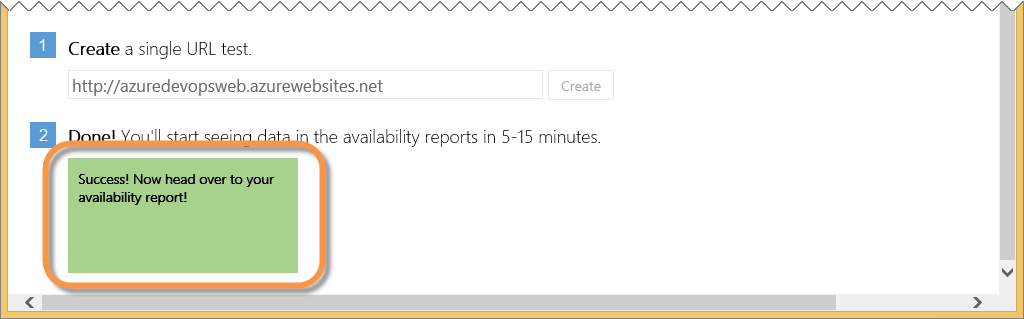 1 Create a single URL test.
http://azuredevopsweb.azurewebsites.net Create
2 Done! You'll start seeing data in the availability reports in 5-15 minutes.
Success! Now head over to your
availability report!